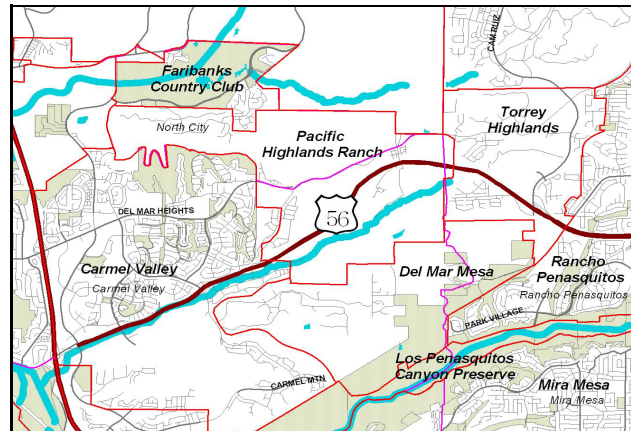 CAM RUIZ
Faribanks
Country Club
Torrey
Highlands
North City
Pacific
Highlands Ranch
DEL MAR HEIGHTS
56
Carmel Valley
Carmel Valley
Del Mar Mesa
Rancho
Penasquitos
Rancho Penasquitos
PARK VILLAGE
Los Penasquitos
Canyon Preserve
CARMEL MTN
Mira Mesa
Mira Mesa